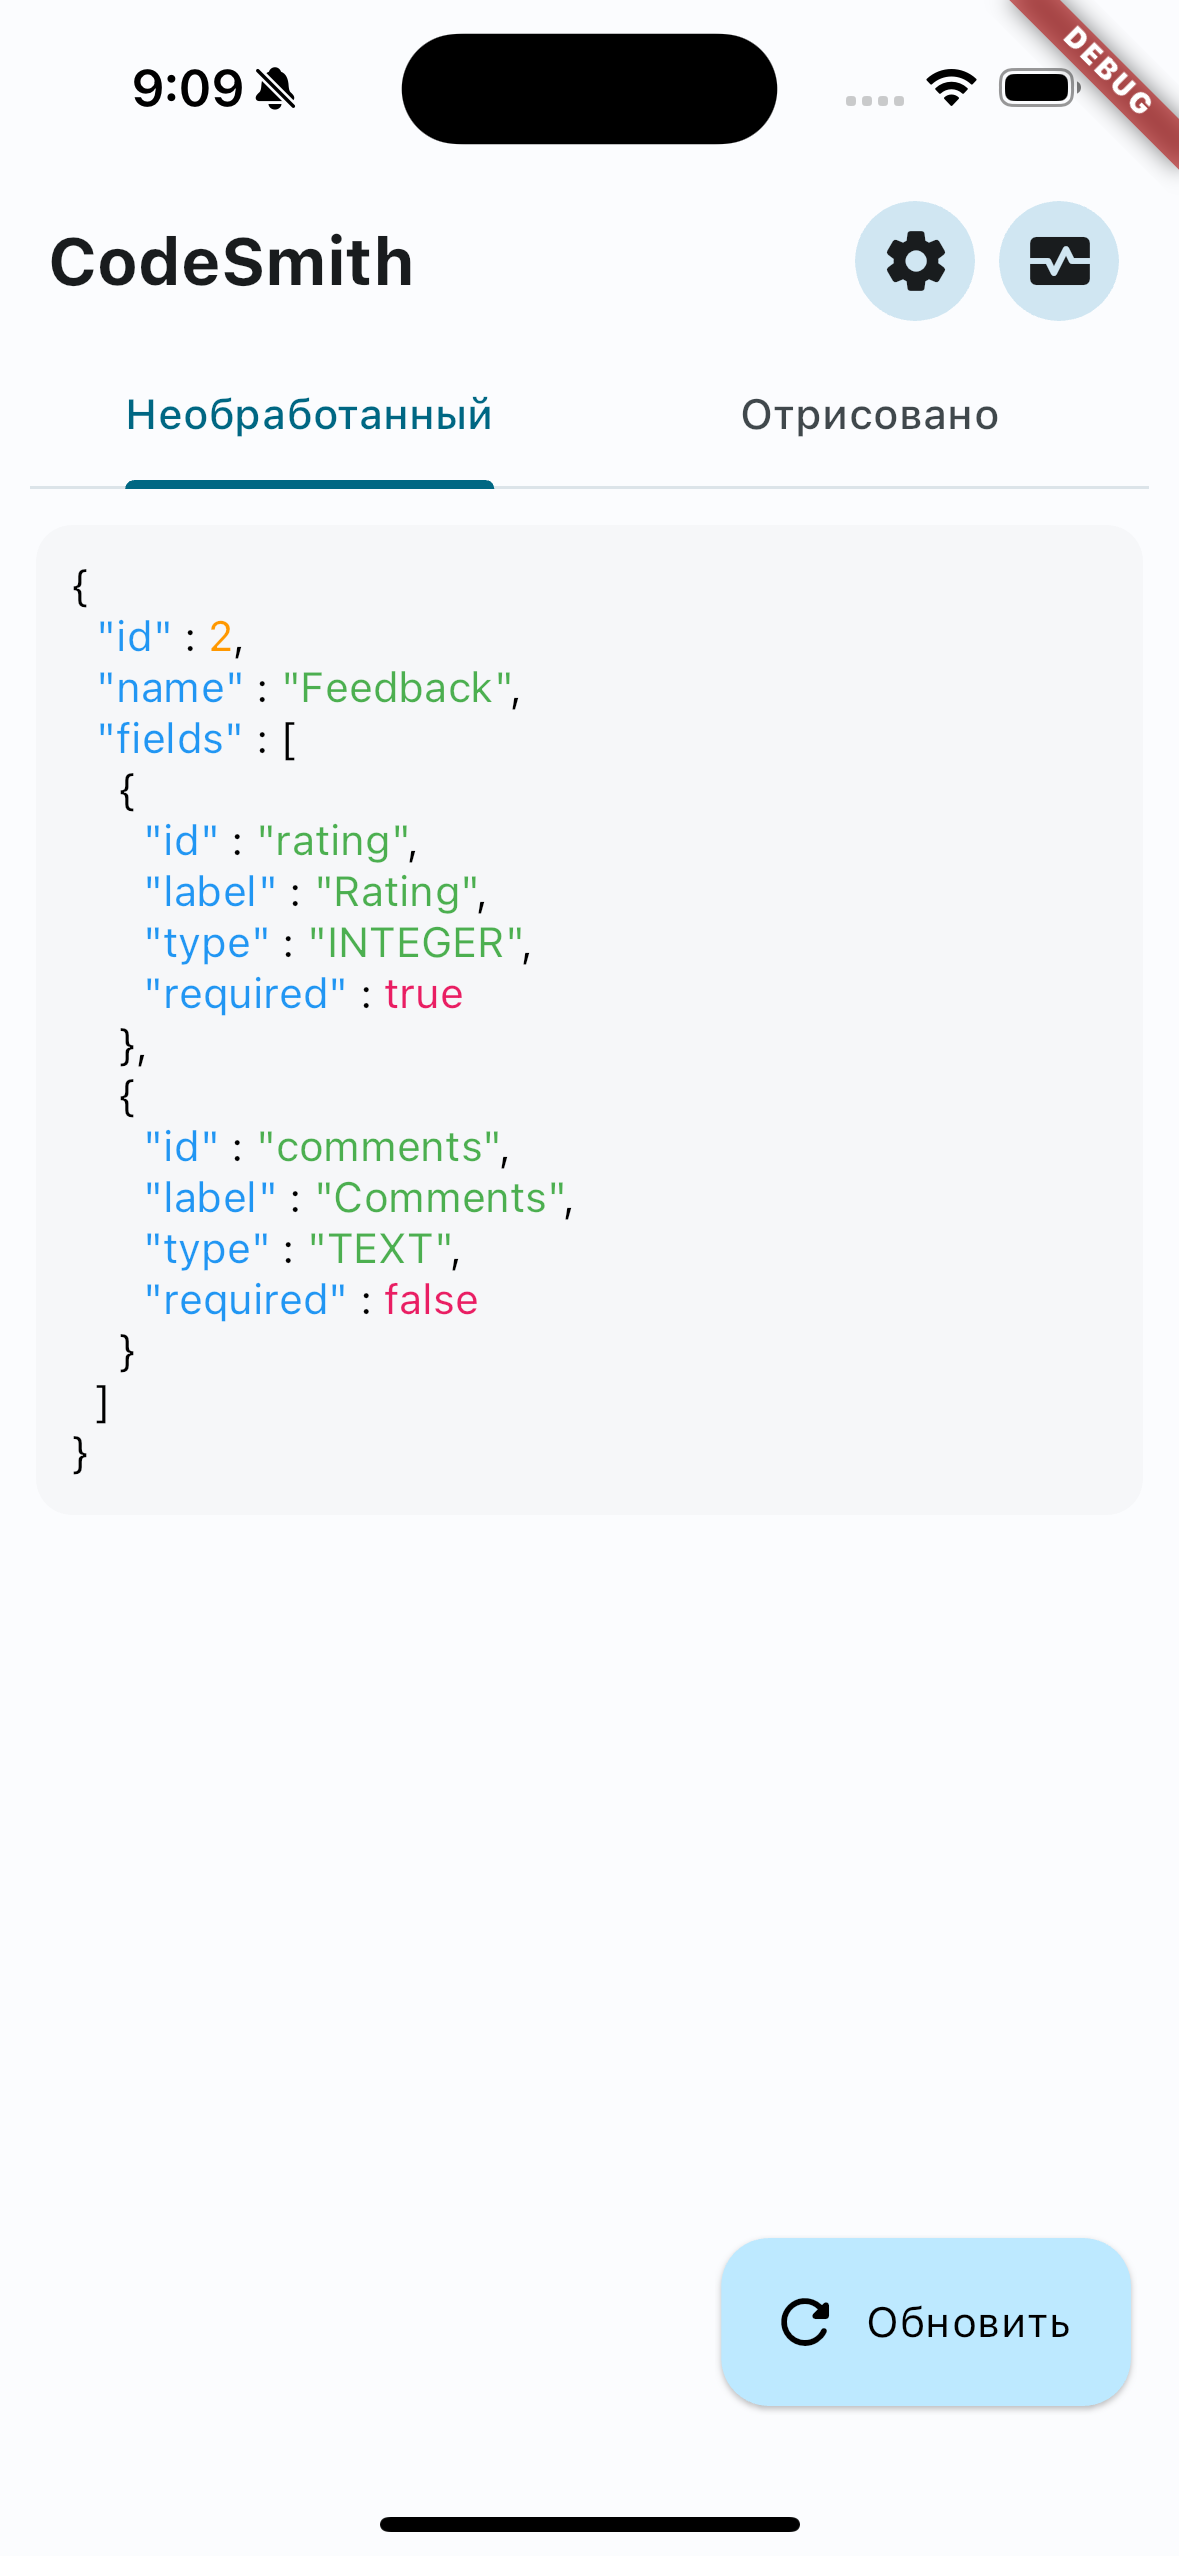 9:09
DEBUG
CodeSmith
Необработанный
Отрисовано
{
"id" : 2,
"name" : "Feedback",
"fields" : [
{
"id" : "rating",
"label" : "Rating",
"type" : "INTEGER",
"required" : true
},
{
"id" : "comments",
"label" : "Comments",
"type" : "TEXT",
"required" : false
}
]
}
Обновить